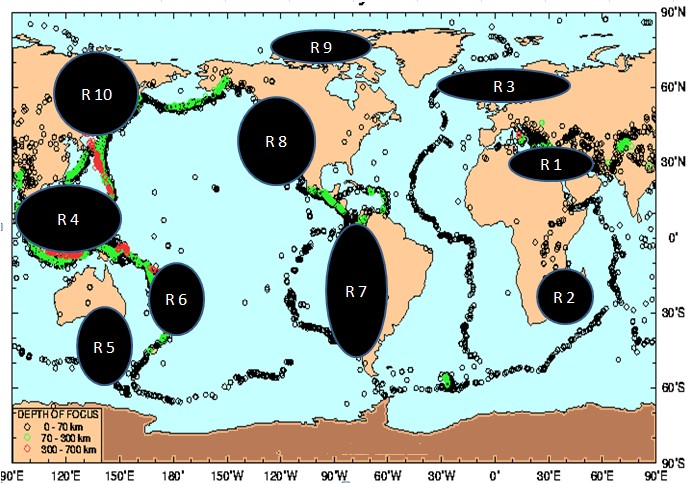 90°N
R 9
R 10
R 3
60°N
R 8
R 1
30°N
R 4
0°
R 6
R 7
R 2
R 5
30°S
60°S
DEPTH OF FOCUS
0 - 70 km
70 - 300 km
300 - 700 km
90°S
90°E 120°E 150°E 180° 150°W 120°W 90°W 60°W 30°W 0° 30°E 60°E 90°E